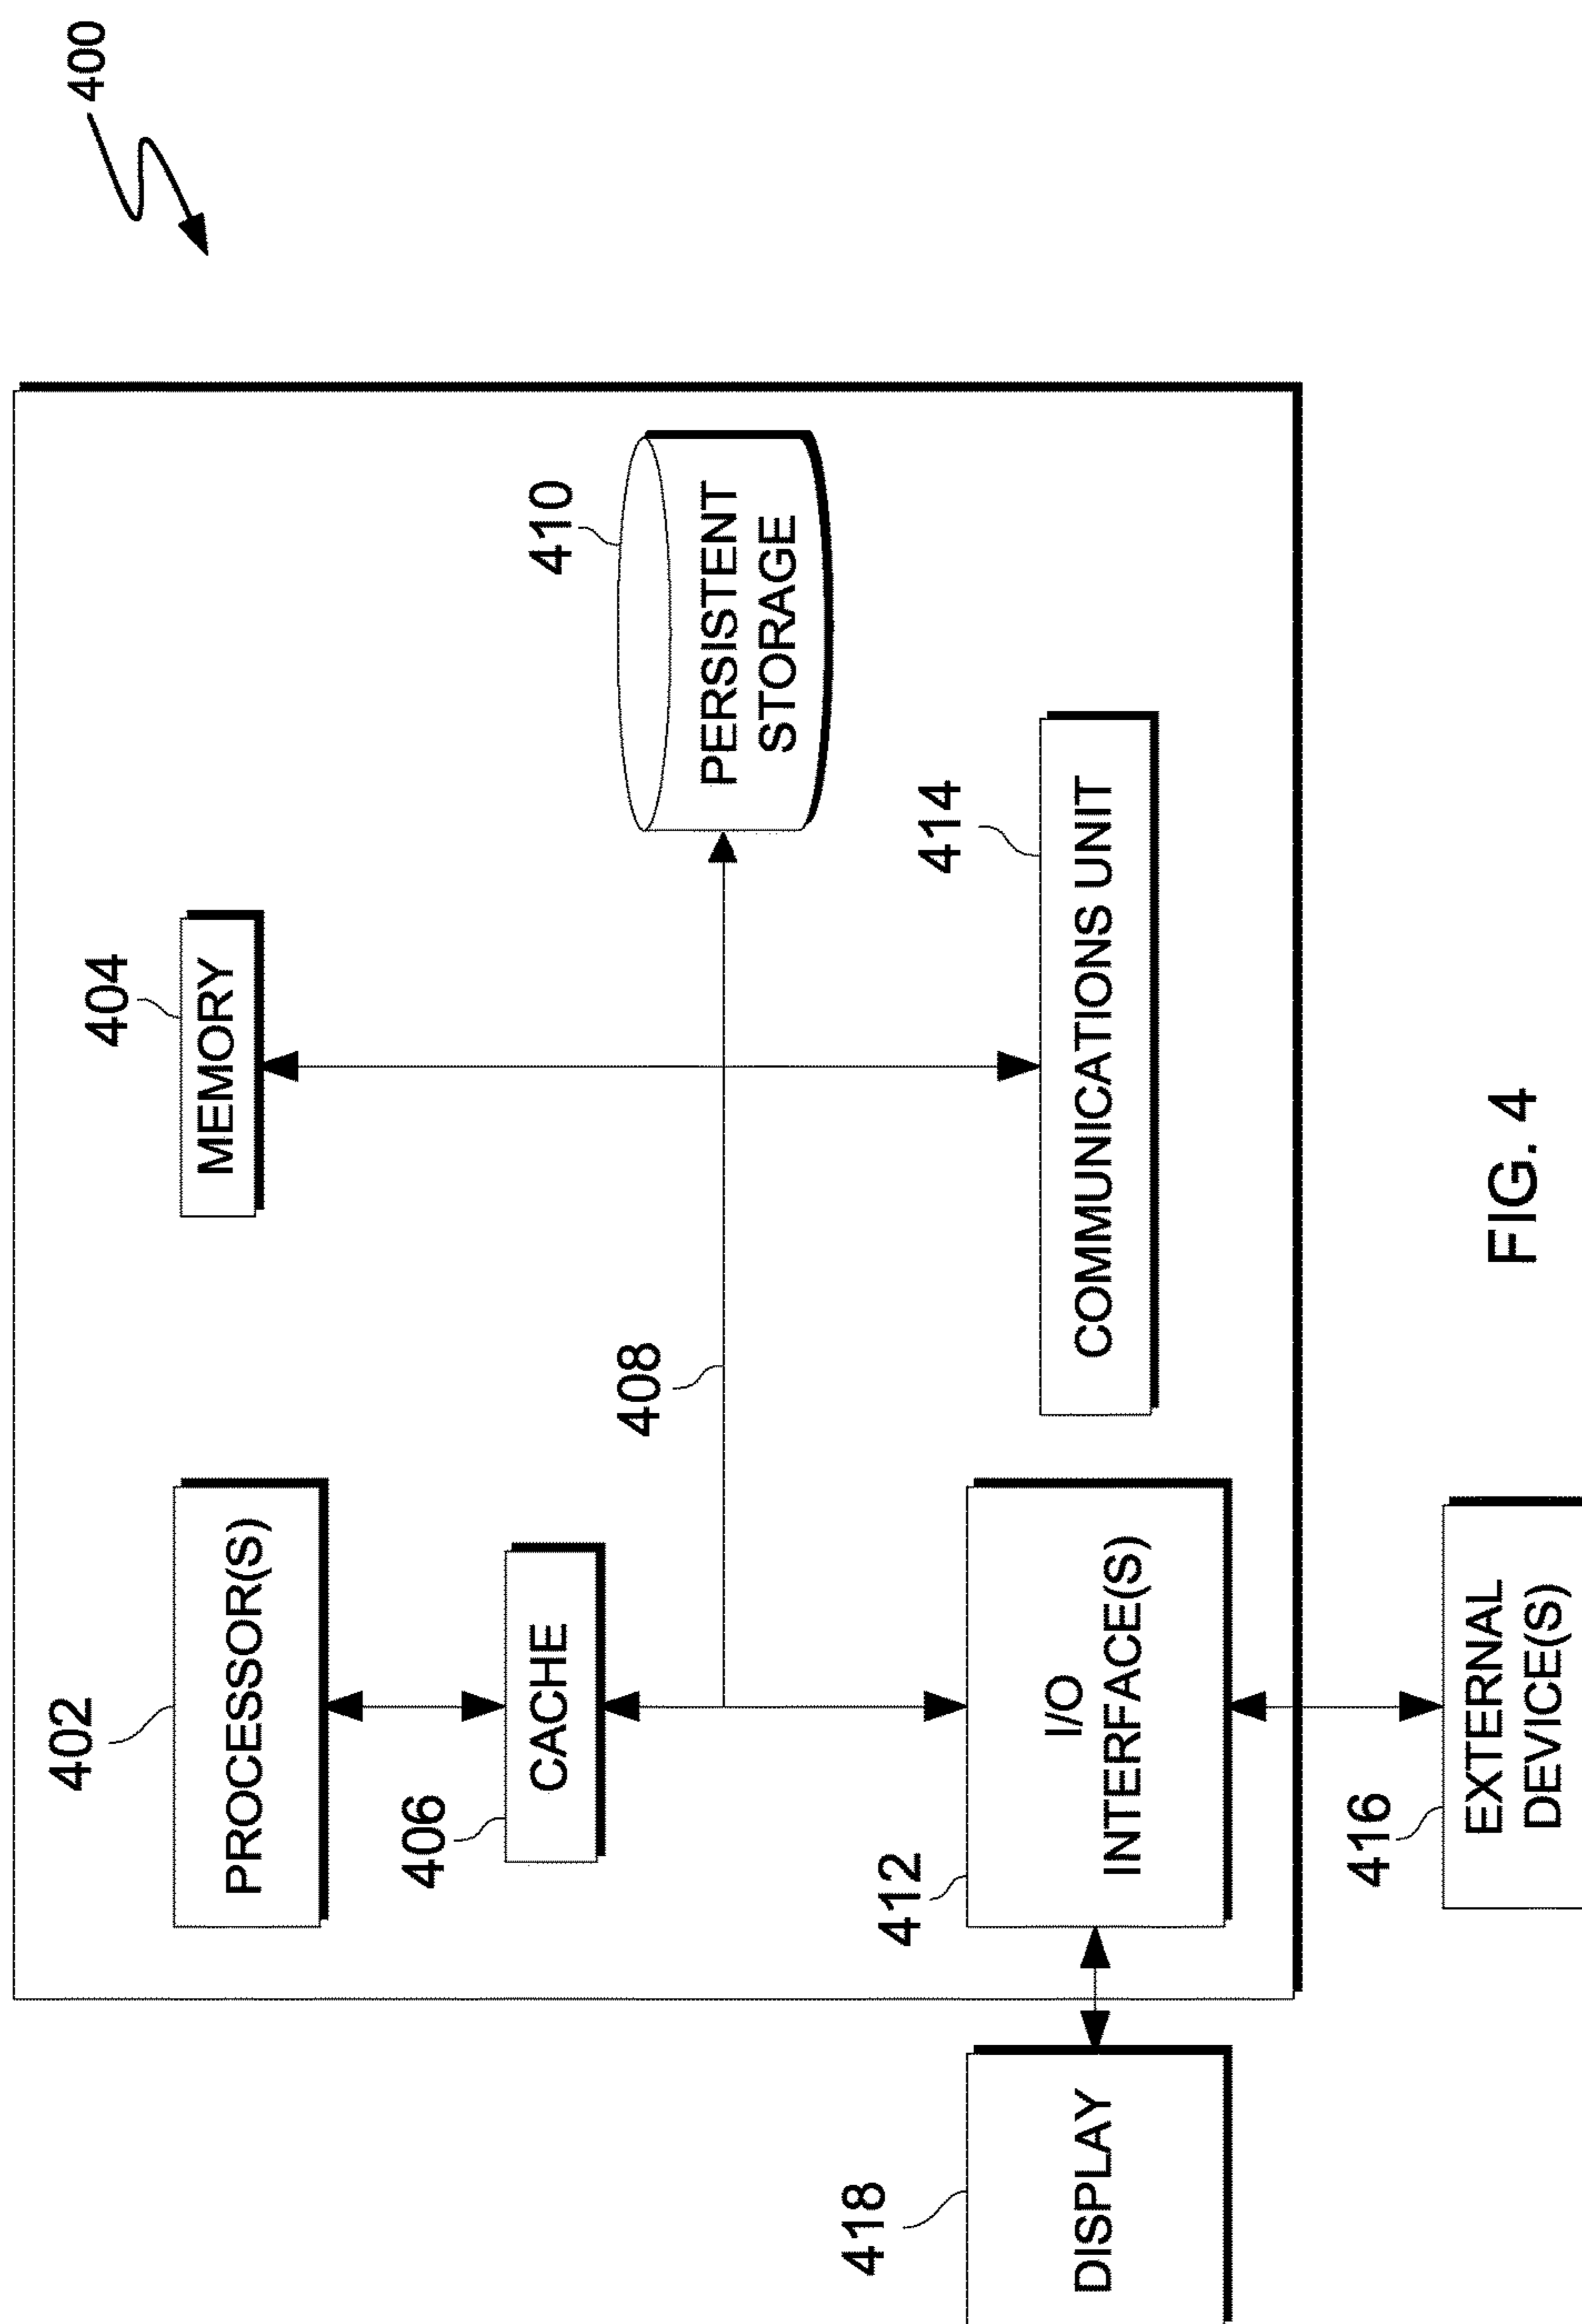 400
402
PROCESSOR(S)
404
MEMORY
406
CACHE
408
410
PERSISTENT
STORAGE
412
I/O
INTERFACE(S)
414
COMMUNICATIONS UNIT
418
DISPLAY
416
EXTERNAL
DEVICE(S)
FIG. 4